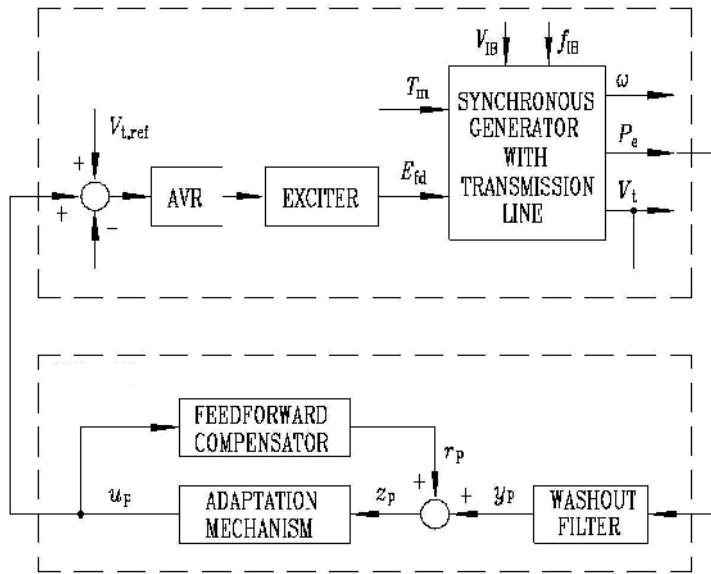 V_IB f_IB
T_m
SYNCHRONOUS
GENERATOR
WITH
TRANSMISSION
LINE
ω
P_e
V_t
V_t,ref
+
+
-
AVR
EXCITER
E_fd
FEEDFORWARD
COMPENSATOR
r_P
+
u_P
ADAPTATION
MECHANISM
z_P
+
y_P
WASHOUT
FILTER